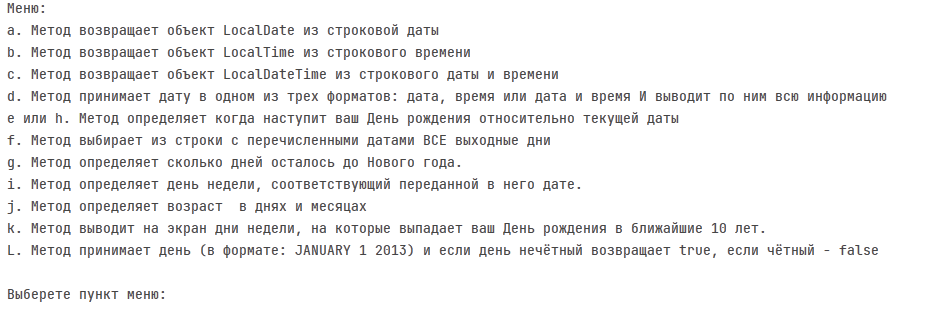 Меню:
a. Метод возвращает объект LocalDate из строковой даты
b. Метод возвращает объект LocalTime из строкового времени
c. Метод возвращает объект LocalDateTime из строкового даты и времени
d. Метод принимает дату в одном из трех форматов: дата, время или дата и время И выводит по ним всю информацию
e или h. Метод определяет когда наступит ваш День рождения относительно текущей даты
f. Метод выбирает из строки с перечисленными датами ВСЕ выходные дни
g. Метод определяет сколько дней осталось до Нового года.
i. Метод определяет день недели, соответствующий переданной в него дате.
j. Метод определяет возраст  в днях и месяцах
k. Метод выводит на экран дни недели, на которые выпадает ваш День рождения в ближайшие 10 лет.
L. Метод принимает день (в формате: JANUARY 1 2013) и если день нечётный возвращает true, если чётный - false
Выберете пункт меню: